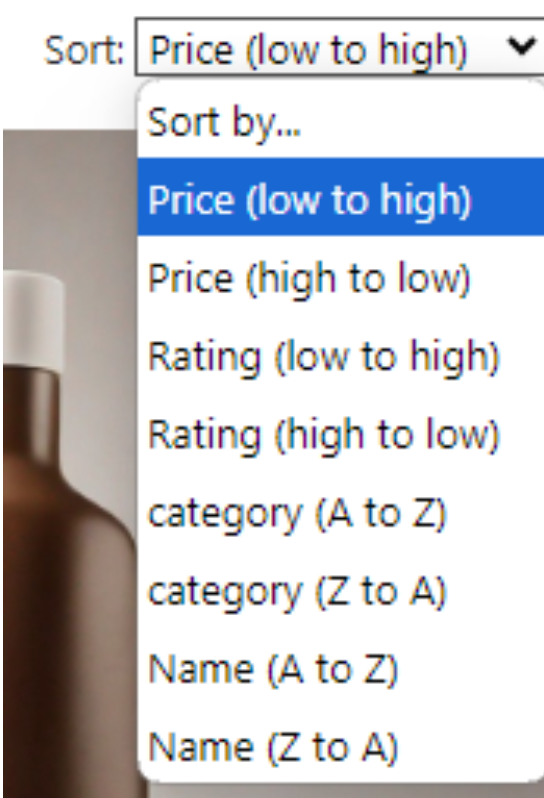 Sort: Price (low to high)
Sort by...
Price (low to high)
Price (high to low)
Rating (low to high)
Rating (high to low)
category (A to Z)
category (Z to A)
Name (A to Z)
Name (Z to A)